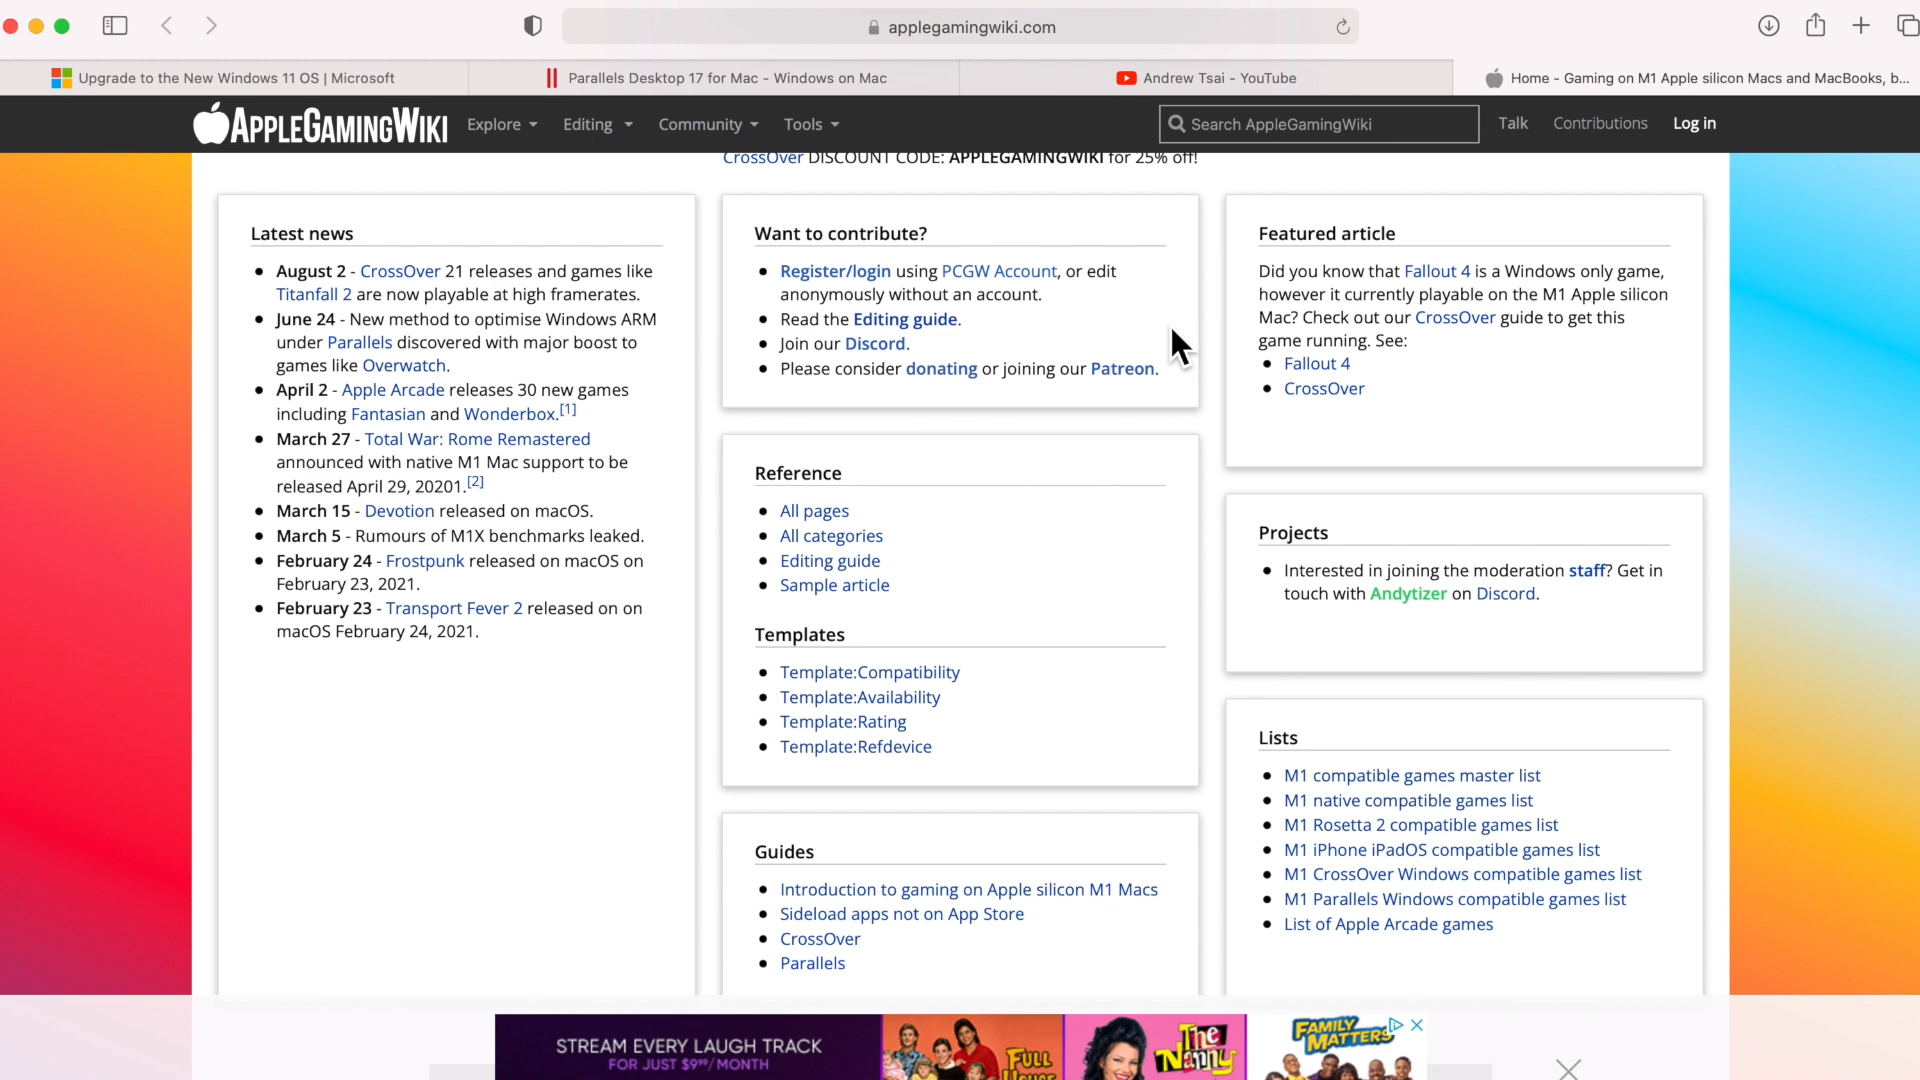 applegamingwiki.com
Upgrade to the New Windows 11 OS | Microsoft
Parallels Desktop 17 for Mac - Windows on Mac
Andrew Tsai - YouTube
Home - Gaming on M1 Apple silicon Macs and MacBooks, b...
APPLEGAMINGWIKI
Explore
Editing
Community
Tools
Search AppleGamingWiki
Talk
Contributions
Log in
CrossOver DISCOUNT CODE: APPLEGAMINGWIKI for 25% off!
Latest news
August 2 - CrossOver 21 releases and games like
Titanfall 2 are now playable at high framerates.
June 24 - New method to optimise Windows ARM
under Parallels discovered with major boost to
games like Overwatch.
April 2 - Apple Arcade releases 30 new games
including Fantasian and Wonderbox.[1]
March 27 - Total War: Rome Remastered
announced with native M1 Mac support to be
released April 29, 20201.[2]
March 15 - Devotion released on macOS.
March 5 - Rumours of M1X benchmarks leaked.
February 24 - Frostpunk released on macOS on
February 23, 2021.
February 23 - Transport Fever 2 released on on
macOS February 24, 2021.
Want to contribute?
Register/login using PCGW Account, or edit
anonymously without an account.
Read the Editing guide.
Join our Discord.
Please consider donating or joining our Patreon.
Reference
All pages
All categories
Editing guide
Sample article
Templates
Template:Compatibility
Template:Availability
Template:Rating
Template:Refdevice
Guides
Introduction to gaming on Apple silicon M1 Macs
Sideload apps not on App Store
CrossOver
Parallels
Featured article
Did you know that Fallout 4 is a Windows only game,
however it currently playable on the M1 Apple silicon
Mac? Check out our CrossOver guide to get this
game running. See:
Fallout 4
CrossOver
Projects
Interested in joining the moderation staff? Get in
touch with Andytizer on Discord.
Lists
M1 compatible games master list
M1 native compatible games list
M1 Rosetta 2 compatible games list
M1 iPhone iPadOS compatible games list
M1 CrossOver Windows compatible games list
M1 Parallels Windows compatible games list
List of Apple Arcade games
STREAM EVERY LAUGH TRACK
FOR JUST $9⁹⁹/MONTH
FULL
House
The
Nanny
FAMILY
MATTERS